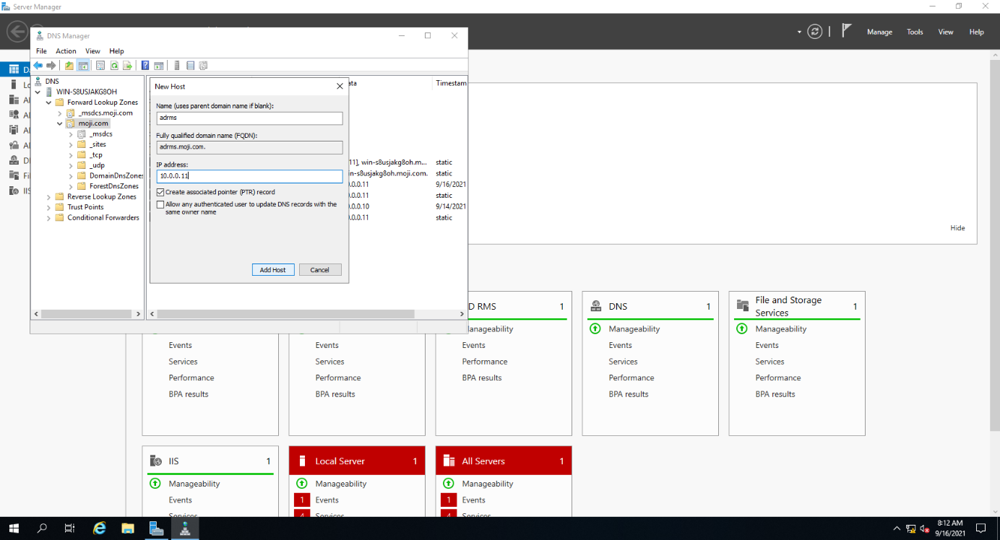 Server Manager
Manage
Tools
View
Help
DNS Manager
File
Action
View
Help
DNS
WIN-S8USJAKG8OH
Forward Lookup Zones
_msdcs.moji.com
moji.com
_msdcs
_sites
_tcp
_udp
DomainDnsZones
ForestDnsZones
Reverse Lookup Zones
Trust Points
Conditional Forwarders
New Host
Name (uses parent domain name if blank):
adrms
Fully qualified domain name (FQDN):
adrms.moji.com.
IP address:
10.0.0.11
Create associated pointer (PTR) record
Allow any authenticated user to update DNS records with the
same owner name
Add Host
Cancel
ata
Timestam
11], win-s8usjakg8oh.m...
static
in-s8usjakg8oh.moji.com.
static
0.0.0.11
9/16/2021
0.0.0.11
static
0.0.0.10
9/14/2021
0.0.0.11
static
Hide
D RMS
1
Manageability
Events
Performance
BPA results
DNS
1
Manageability
Events
Services
Performance
BPA results
File and Storage
Services
1
Manageability
Events
Services
Performance
BPA results
Events
Services
Performance
BPA results
Events
Services
Performance
BPA results
IIS
1
Manageability
Events
Services
Local Server
1
Manageability
1
Events
4
Services
All Servers
1
Manageability
1
Events
4
Services
8:12 AM
9/16/2021